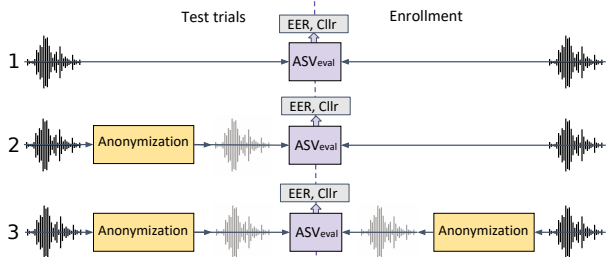 Test trials
Enrollment
EER, Cllr
1
ASVeval
EER, Cllr
2
Anonymization
ASVeval
EER, Cllr
3
Anonymization
ASVeval
Anonymization